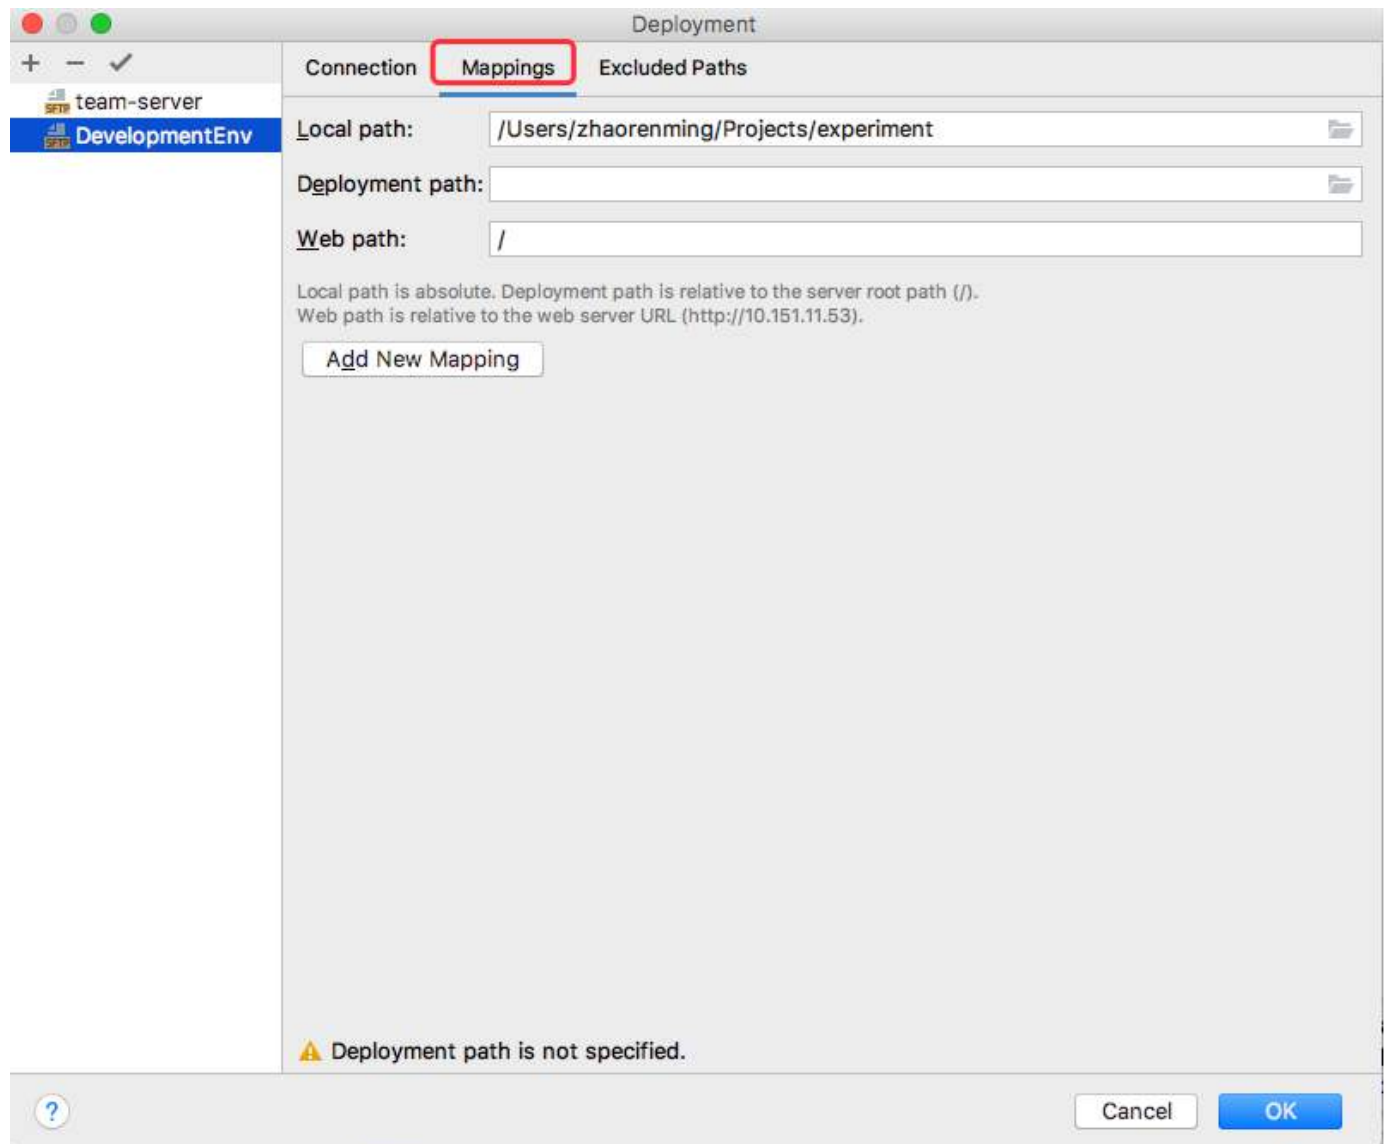 Deployment
Connection Mappings Excluded Paths
SFTP team-server
SFTP DevelopmentEnv
Local path: /Users/zhaorenming/Projects/experiment
Deployment path:
Web path: /
Local path is absolute. Deployment path is relative to the server root path (/).
Web path is relative to the web server URL (http://10.151.11.53).
Add New Mapping
Deployment path is not specified.
? Cancel OK